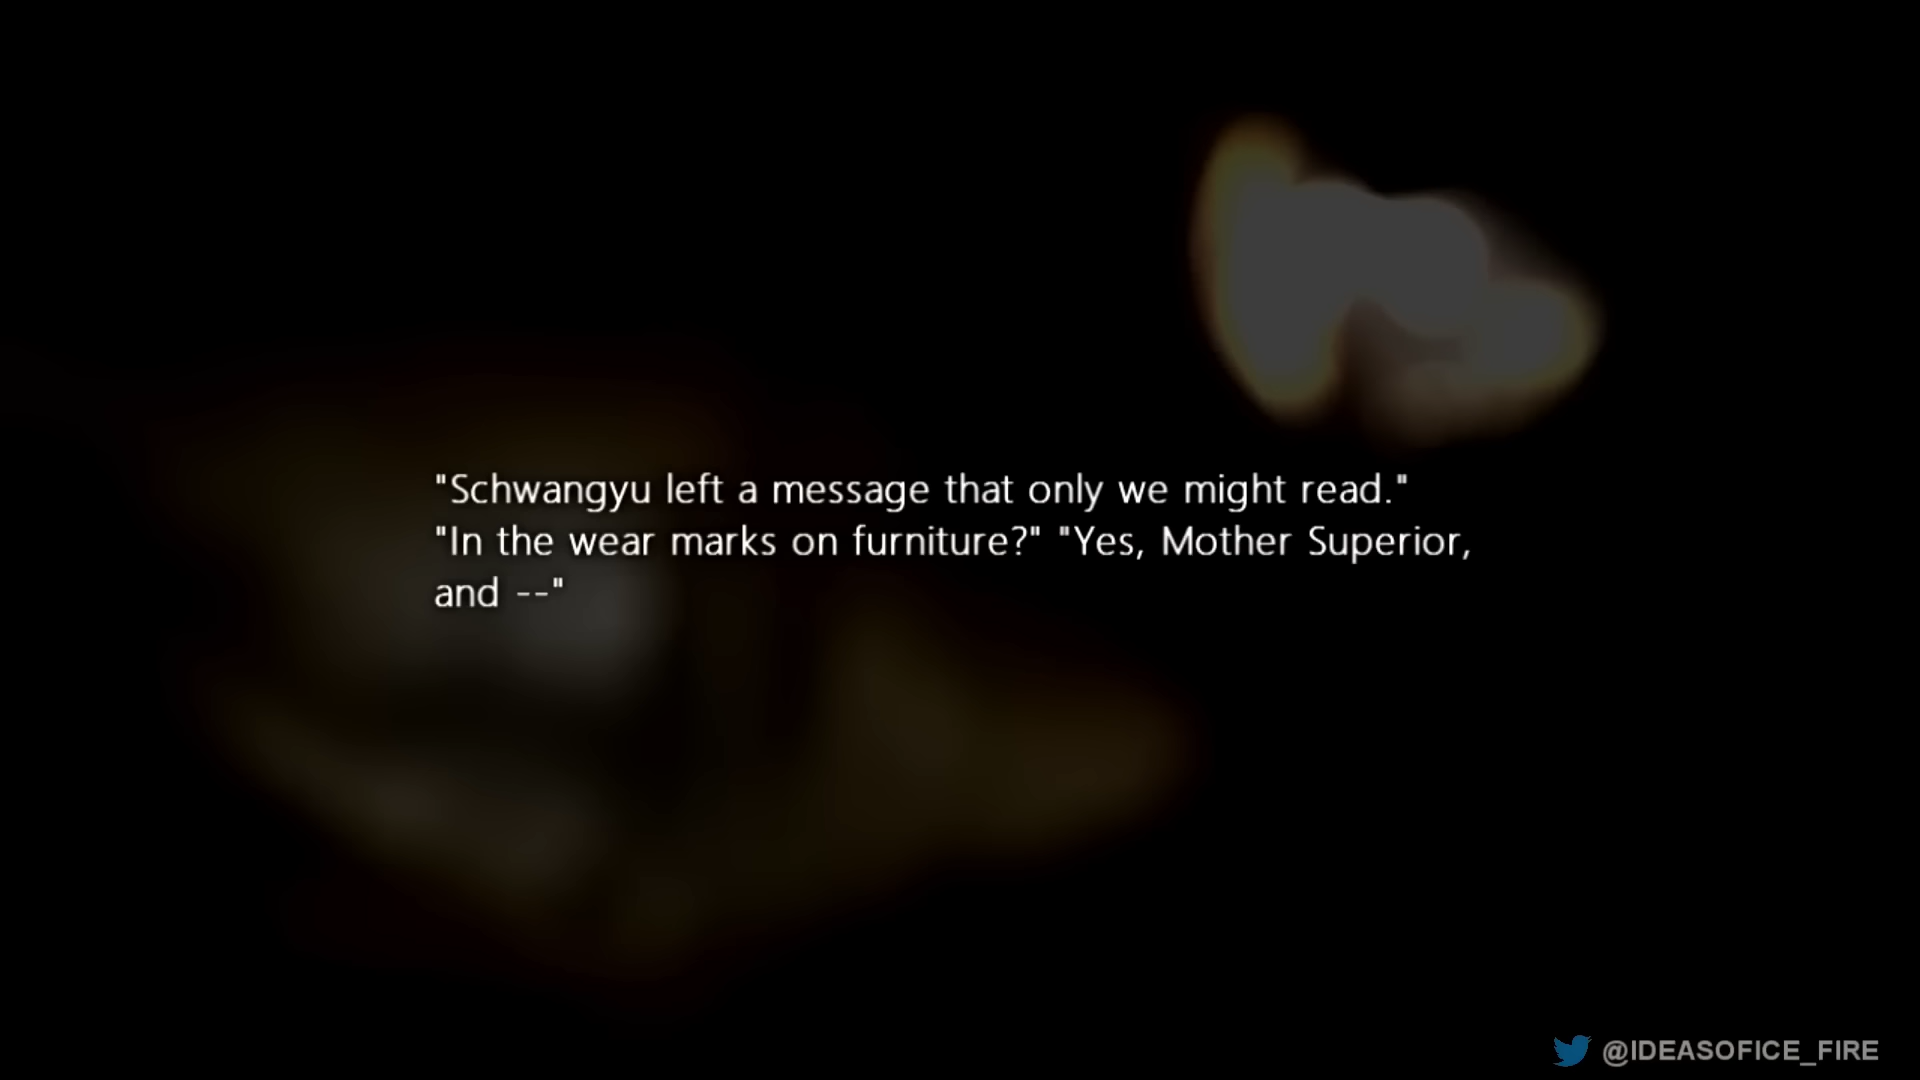 "Schwangyu left a message that only we might read."
"In the wear marks on furniture?" "Yes, Mother Superior,
and --"
@IDEASOFICE_FIRE